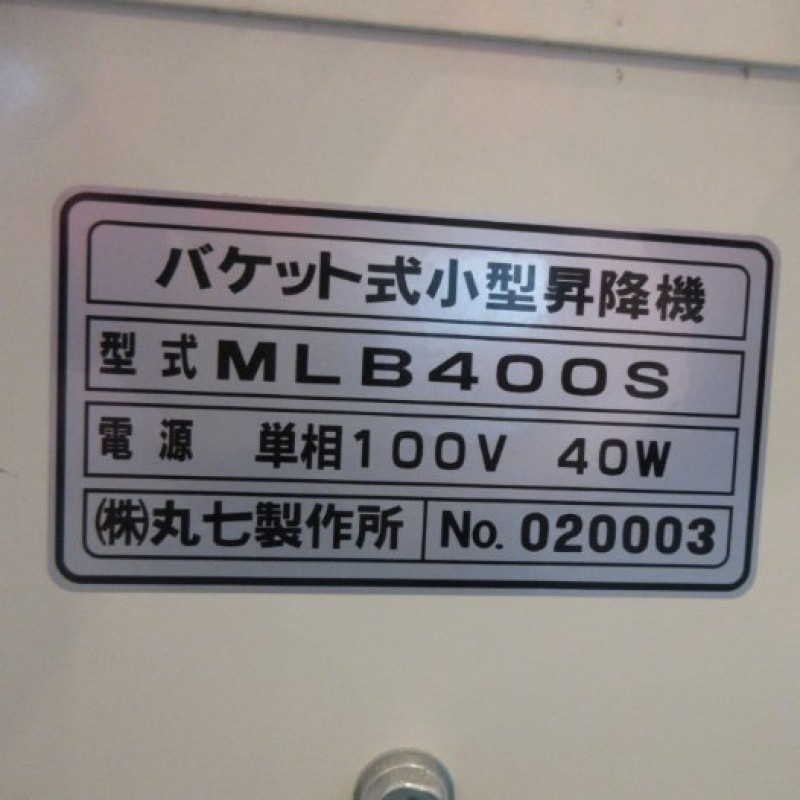 バケット式小型昇降機
型式 MLB400S
電源 単相100V 40W
㈱丸七製作所 No. 020003